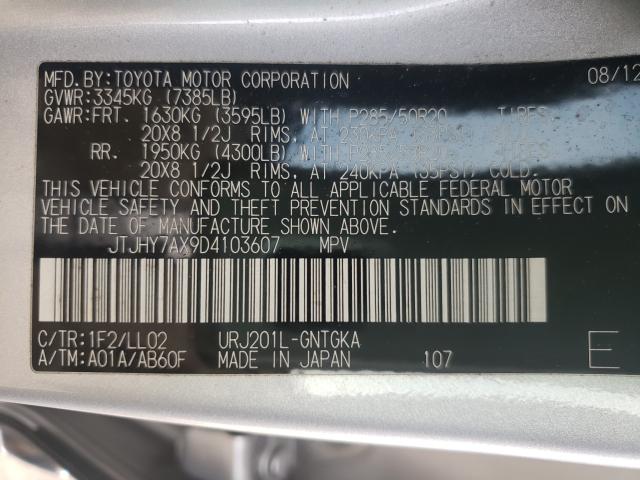 MFD.BY:TOYOTA MOTOR CORPORATION 08/12
GVWR:3345KG (7385LB)
GAWR:FRT. 1630KG (3595LB) WITH P285/50R20 TIRES,
20X8 1/2J RIMS, AT 230KPA
RR. 1950KG (4300LB) WITH
20X8 1/2J RIMS, AT 240KPA (35PSI) COLD.
THIS VEHICLE CONFORMS TO ALL APPLICABLE FEDERAL MOTOR
VEHICLE SAFETY AND THEFT PREVENTION STANDARDS IN EFFECT ON
THE DATE OF MANUFACTURE SHOWN ABOVE.
JTJHY7AX9D4103607 MPV
C/TR:1F2/LL02 URJ201L-GNTGKA
A/TM:A01A/AB60F MADE IN JAPAN 107 E